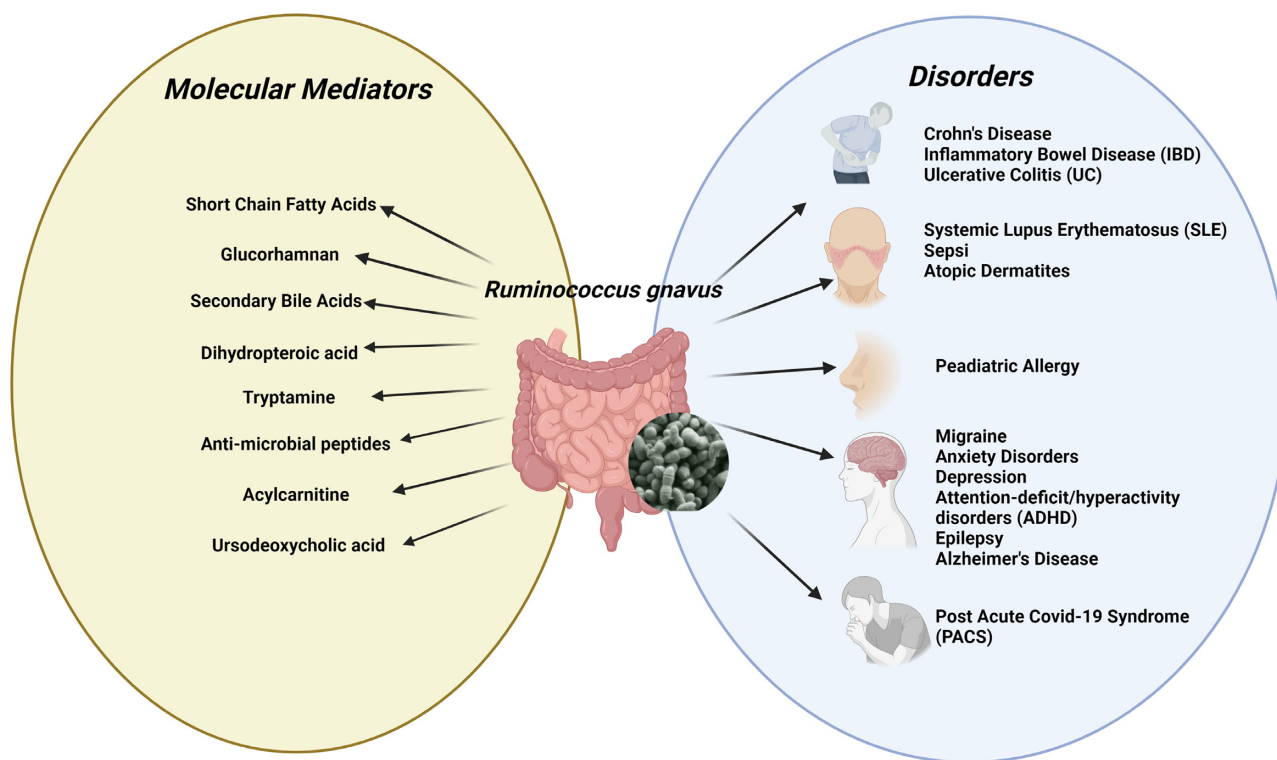 Molecular Mediators
Short Chain Fatty Acids
Glucorhamnan
Secondary Bile Acids
Dihydropteroic acid
Tryptamine
Anti-microbial peptides
Acylcarnitine
Ursodeoxycholic acid
Ruminococcus gnavus
Disorders
Crohn's Disease
Inflammatory Bowel Disease (IBD)
Ulcerative Colitis (UC)
Systemic Lupus Erythematosus (SLE)
Sepsi
Atopic Dermatites
Peadiatric Allergy
Migraine
Anxiety Disorders
Depression
Attention-deficit/hyperactivity
disorders (ADHD)
Epilepsy
Alzheimer's Disease
Post Acute Covid-19 Syndrome
(PACS)